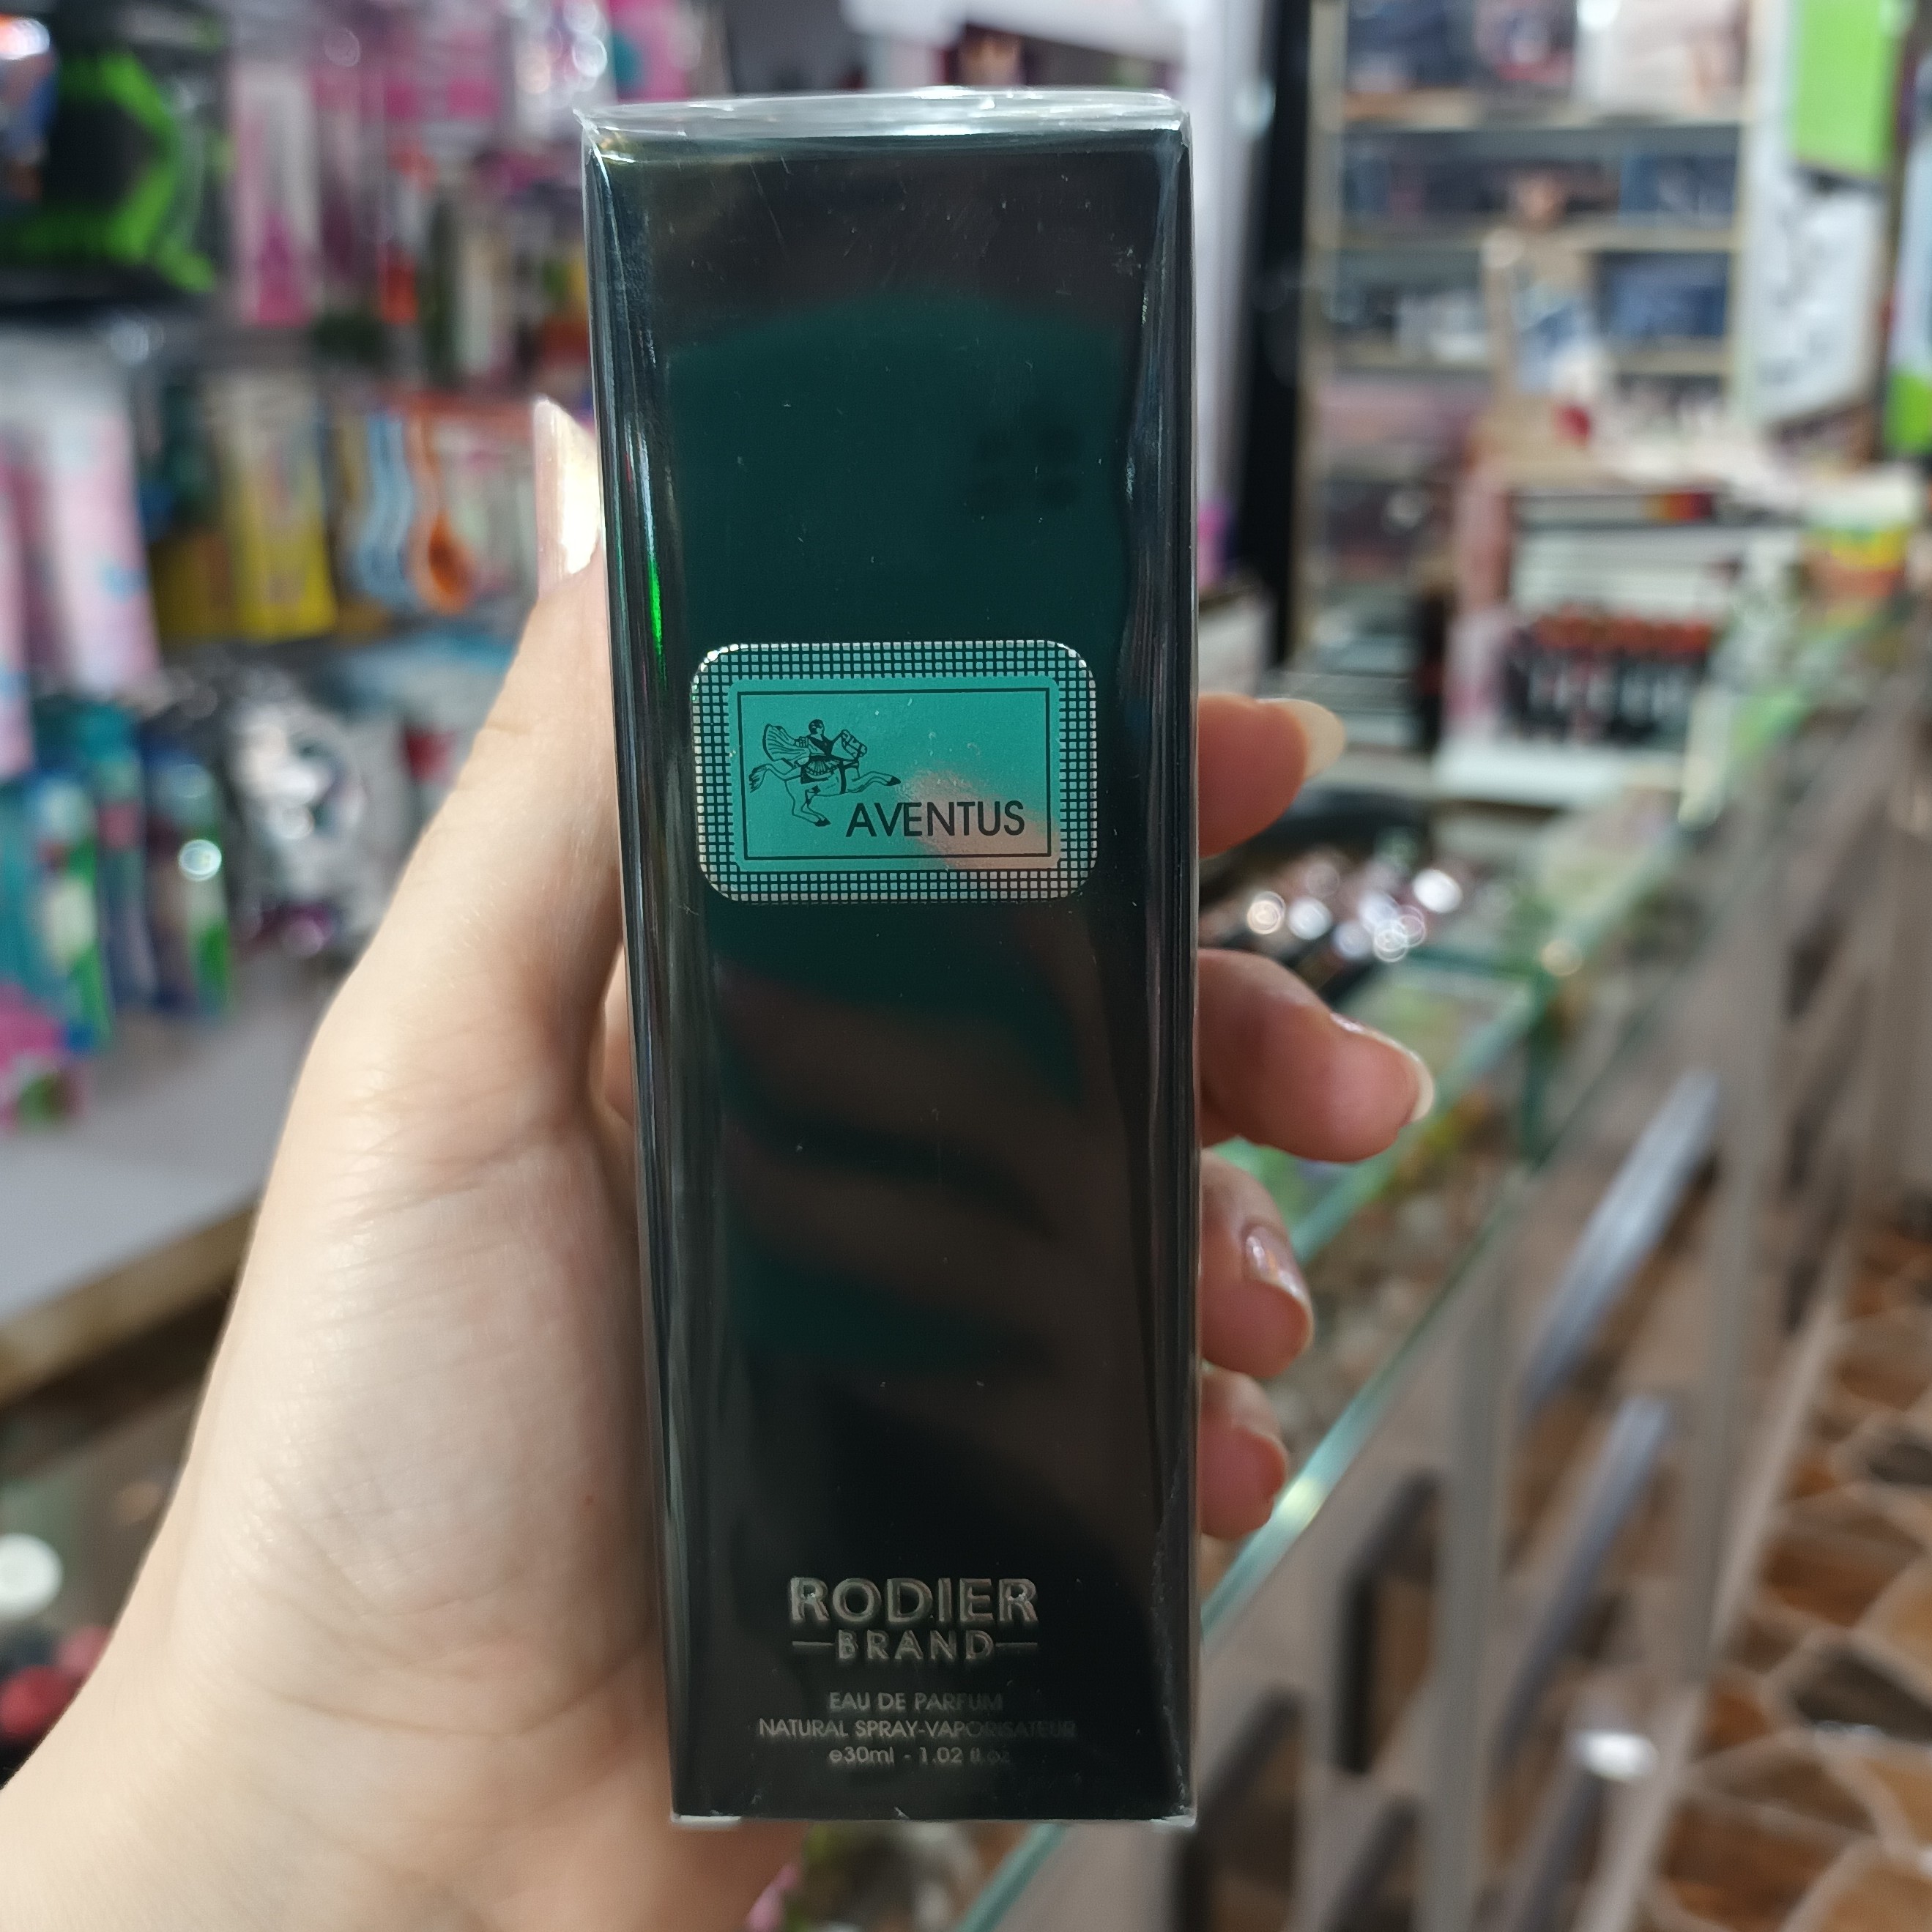 AVENTUS
RODIER
BRAND
EAU DE PARFUM
NATURAL SPRAY-VAPORISATEUR
e30ml - 1.02 fl.oz